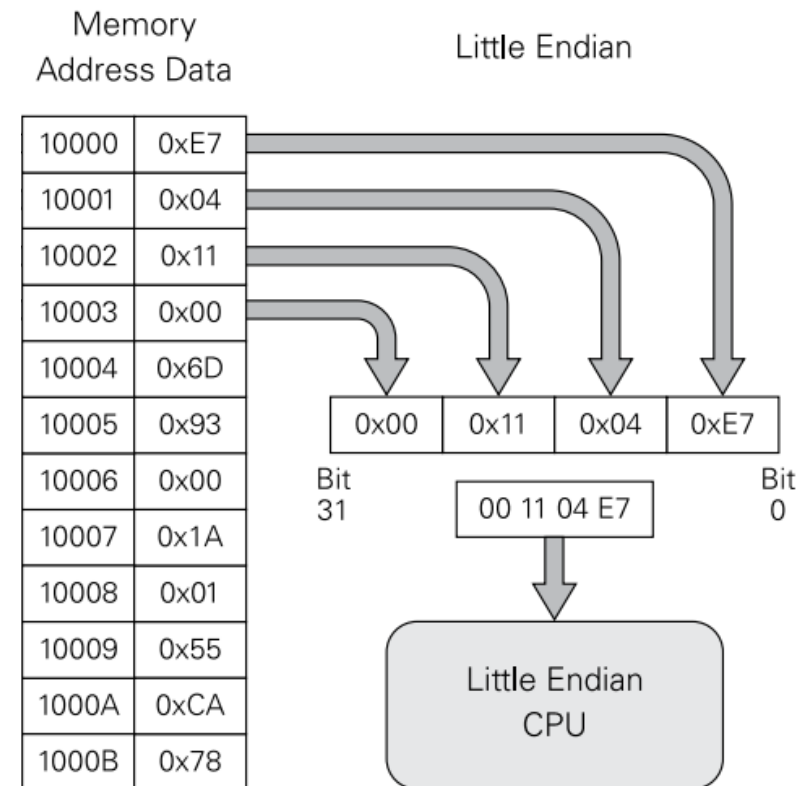 Memory
Address Data
Little Endian
10000 0xE7
10001 0x04
10002 0x11
10003 0x00
10004 0x6D
10005 0x93
10006 0x00
10007 0x1A
10008 0x01
10009 0x55
1000A 0xCA
1000B 0x78
0x00 0x11 0x04 0xE7
Bit
31
Bit
0
00 11 04 E7
Little Endian
CPU